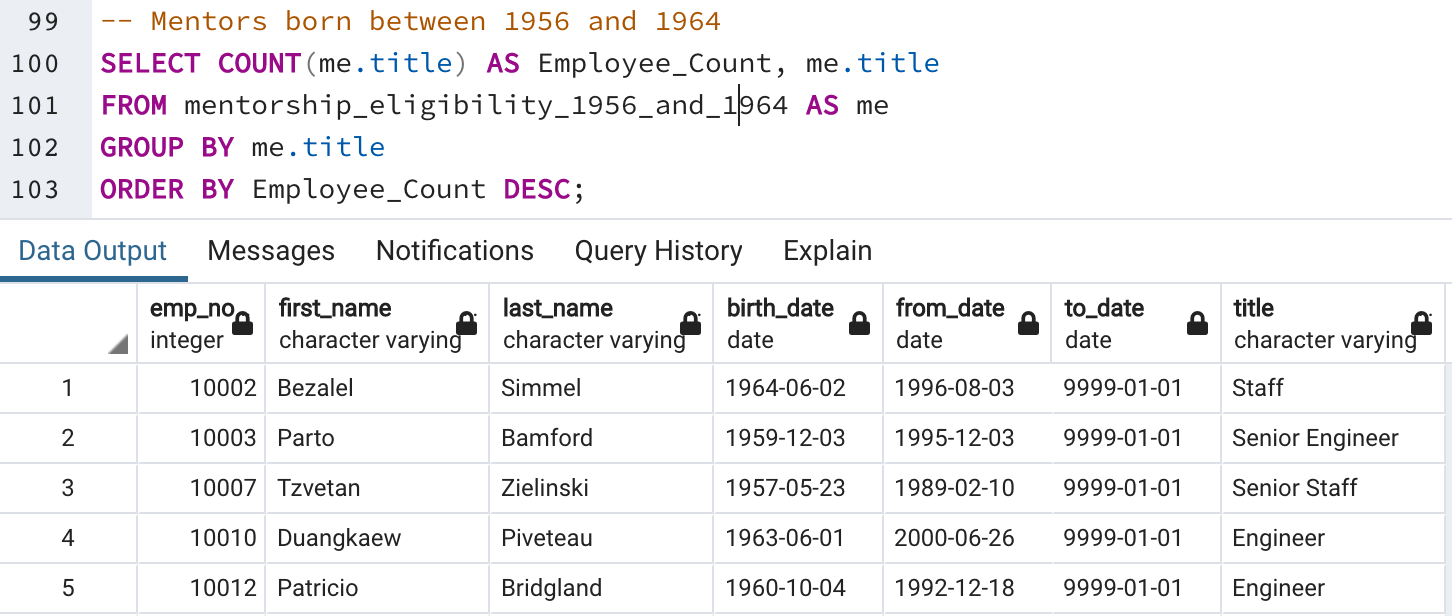 99 -- Mentors born between 1956 and 1964
100 SELECT COUNT(me.title) AS Employee_Count, me.title
101 FROM mentorship_eligibility_1956_and_1964 AS me
102 GROUP BY me.title
103 ORDER BY Employee_Count DESC;
Data Output Messages Notifications Query History Explain
emp_no first_name last_name birth_date from_date to_date title
integer character varying character varying date date date character varying
1 10002 Bezalel Simmel 1964-06-02 1996-08-03 9999-01-01 Staff
2 10003 Parto Bamford 1959-12-03 1995-12-03 9999-01-01 Senior Engineer
3 10007 Tzvetan Zielinski 1957-05-23 1989-02-10 9999-01-01 Senior Staff
4 10010 Duangkaew Piveteau 1963-06-01 2000-06-26 9999-01-01 Engineer
5 10012 Patricio Bridgland 1960-10-04 1992-12-18 9999-01-01 Engineer